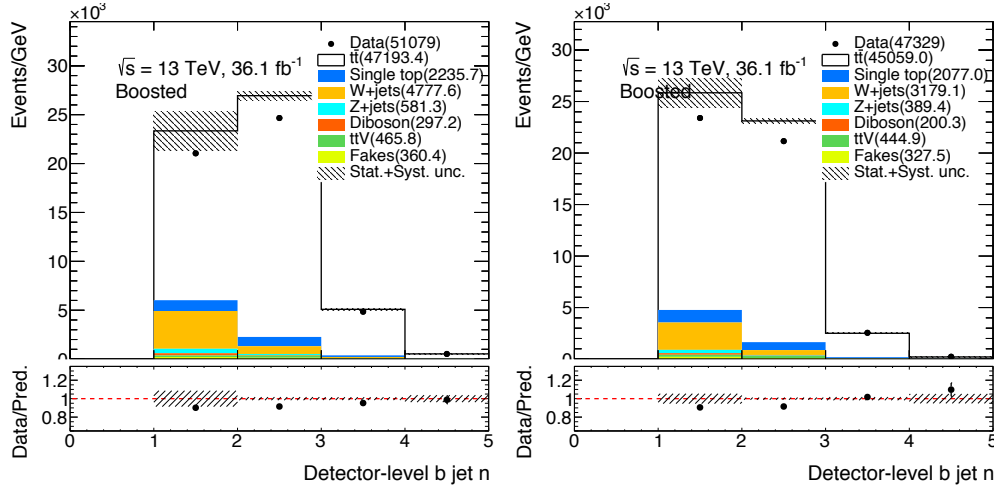 ×10³
Events/GeV
30
25
20
15
10
5
0
√s = 13 TeV, 36.1 fb⁻¹
Boosted
Data(51079)
tt̄(47193.4)
Single top(2235.7)
W+jets(4777.6)
Z+jets(581.3)
Diboson(297.2)
ttV(465.8)
Fakes(360.4)
Stat.+Syst. unc.
Data/Pred.
1.2
1
0.8
0 1 2 3 4 5
Detector-level b jet n
×10³
Events/GeV
30
25
20
15
10
5
0
√s = 13 TeV, 36.1 fb⁻¹
Boosted
Data(47329)
tt̄(45059.0)
Single top(2077.0)
W+jets(3179.1)
Z+jets(389.4)
Diboson(200.3)
ttV(444.9)
Fakes(327.5)
Stat.+Syst. unc.
Data/Pred.
1.2
1
0.8
0 1 2 3 4 5
Detector-level b jet n